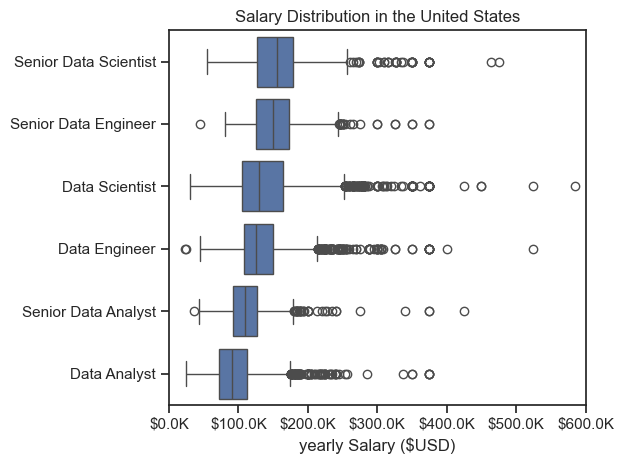 Salary Distribution in the United States
Senior Data Scientist
Senior Data Engineer
Data Scientist
Data Engineer
Senior Data Analyst
Data Analyst
$0.0K $100.0K $200.0K $300.0K $400.0K $500.0K $600.0K
yearly Salary ($USD)